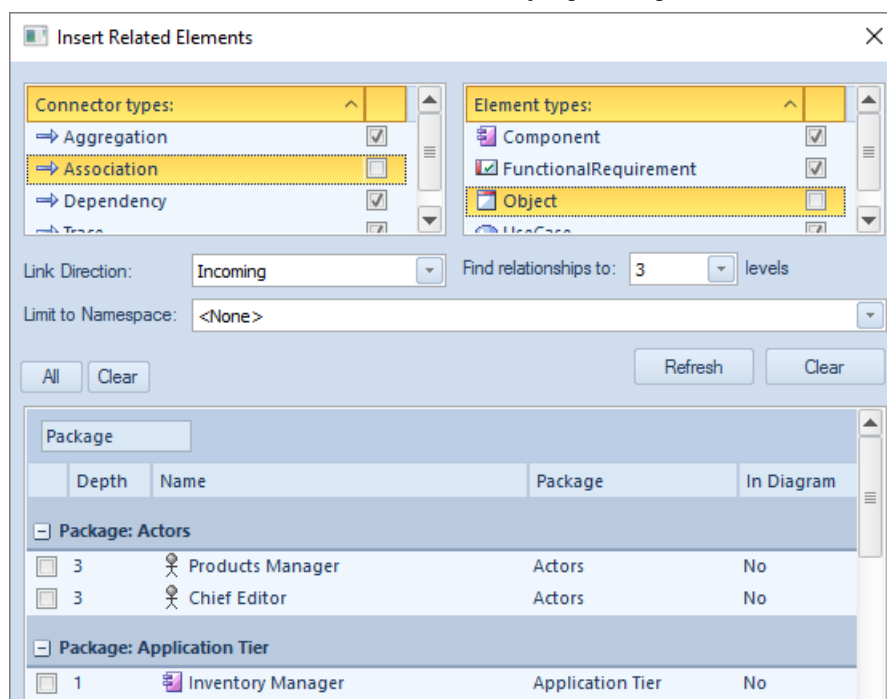 Insert Related Elements
Connector types:
Aggregation
Association
Dependency
Trace
Element types:
Component
FunctionalRequirement
Object
UseCase
Link Direction: Incoming
Find relationships to: 3 levels
Limit to Namespace: <None>
All Clear
Refresh Clear
Package
Depth Name Package In Diagram
Package: Actors
3 Products Manager Actors No
3 Chief Editor Actors No
Package: Application Tier
1 Inventory Manager Application Tier No